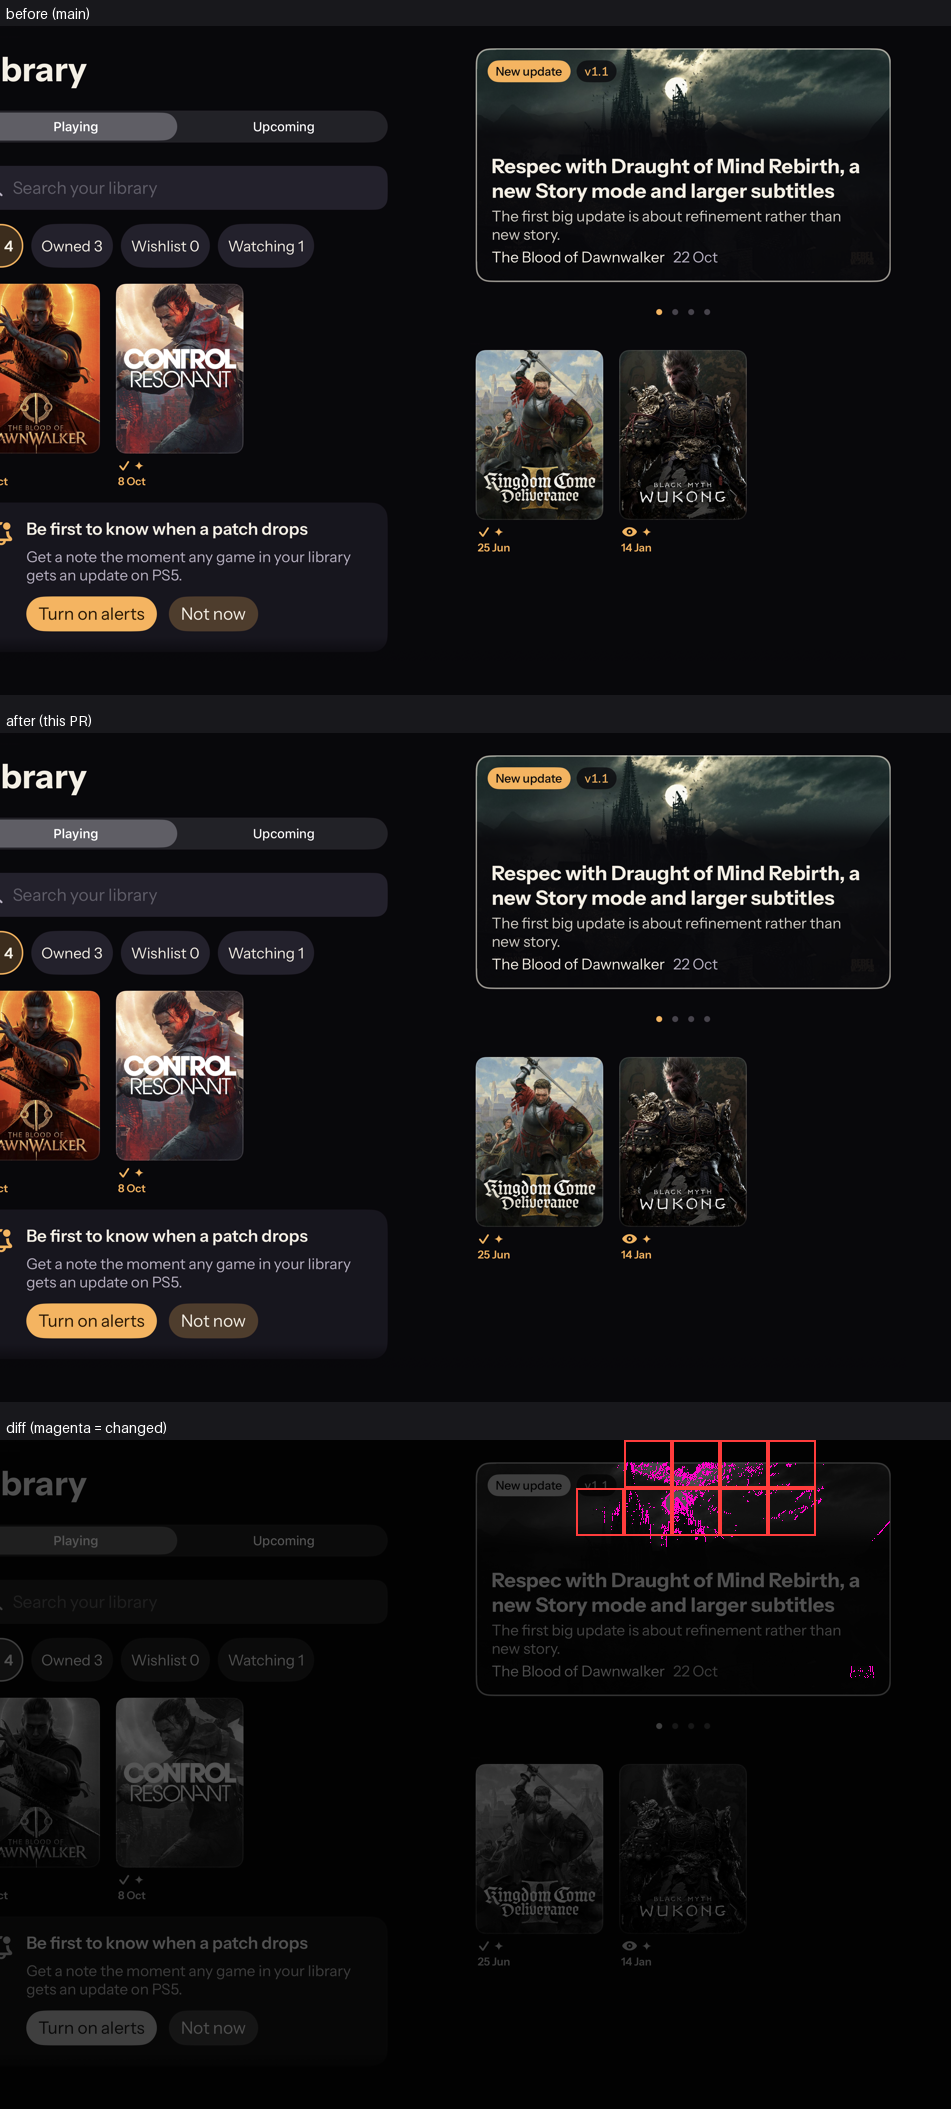 before (main)
brary
Playing
Upcoming
Search your library
4
Owned 3
Wishlist 0
Watching 1
THE BLOOD OF
AWNWALKER
CONTROL
RESONANT
ct
8 Oct
Be first to know when a patch drops
Get a note the moment any game in your library
gets an update on PS5.
Turn on alerts
Not now
New update
v1.1
Respec with Draught of Mind Rebirth, a
new Story mode and larger subtitles
The first big update is about refinement rather than
new story.
The Blood of Dawnwalker 22 Oct
Kingdom Come
II
Deliverance
BLACK MYTH
WUKONG
25 Jun
14 Jan
after (this PR)
brary
Playing
Upcoming
Search your library
4
Owned 3
Wishlist 0
Watching 1
THE BLOOD OF
AWNWALKER
CONTROL
RESONANT
ct
8 Oct
Be first to know when a patch drops
Get a note the moment any game in your library
gets an update on PS5.
Turn on alerts
Not now
New update
v1.1
Respec with Draught of Mind Rebirth, a
new Story mode and larger subtitles
The first big update is about refinement rather than
new story.
The Blood of Dawnwalker 22 Oct
Kingdom Come
II
Deliverance
BLACK MYTH
WUKONG
25 Jun
14 Jan
diff (magenta = changed)
brary
Playing
Upcoming
Search your library
4
Owned 3
Wishlist 0
Watching 1
THE BLOOD OF
AWNWALKER
CONTROL
RESONANT
ct
8 Oct
Be first to know when a patch drops
Get a note the moment any game in your library
gets an update on PS5.
Turn on alerts
Not now
New update
v1.1
Respec with Draught of Mind Rebirth, a
new Story mode and larger subtitles
The first big update is about refinement rather than
new story.
The Blood of Dawnwalker 22 Oct
Kingdom Come
II
Deliverance
BLACK MYTH
WUKONG
25 Jun
14 Jan